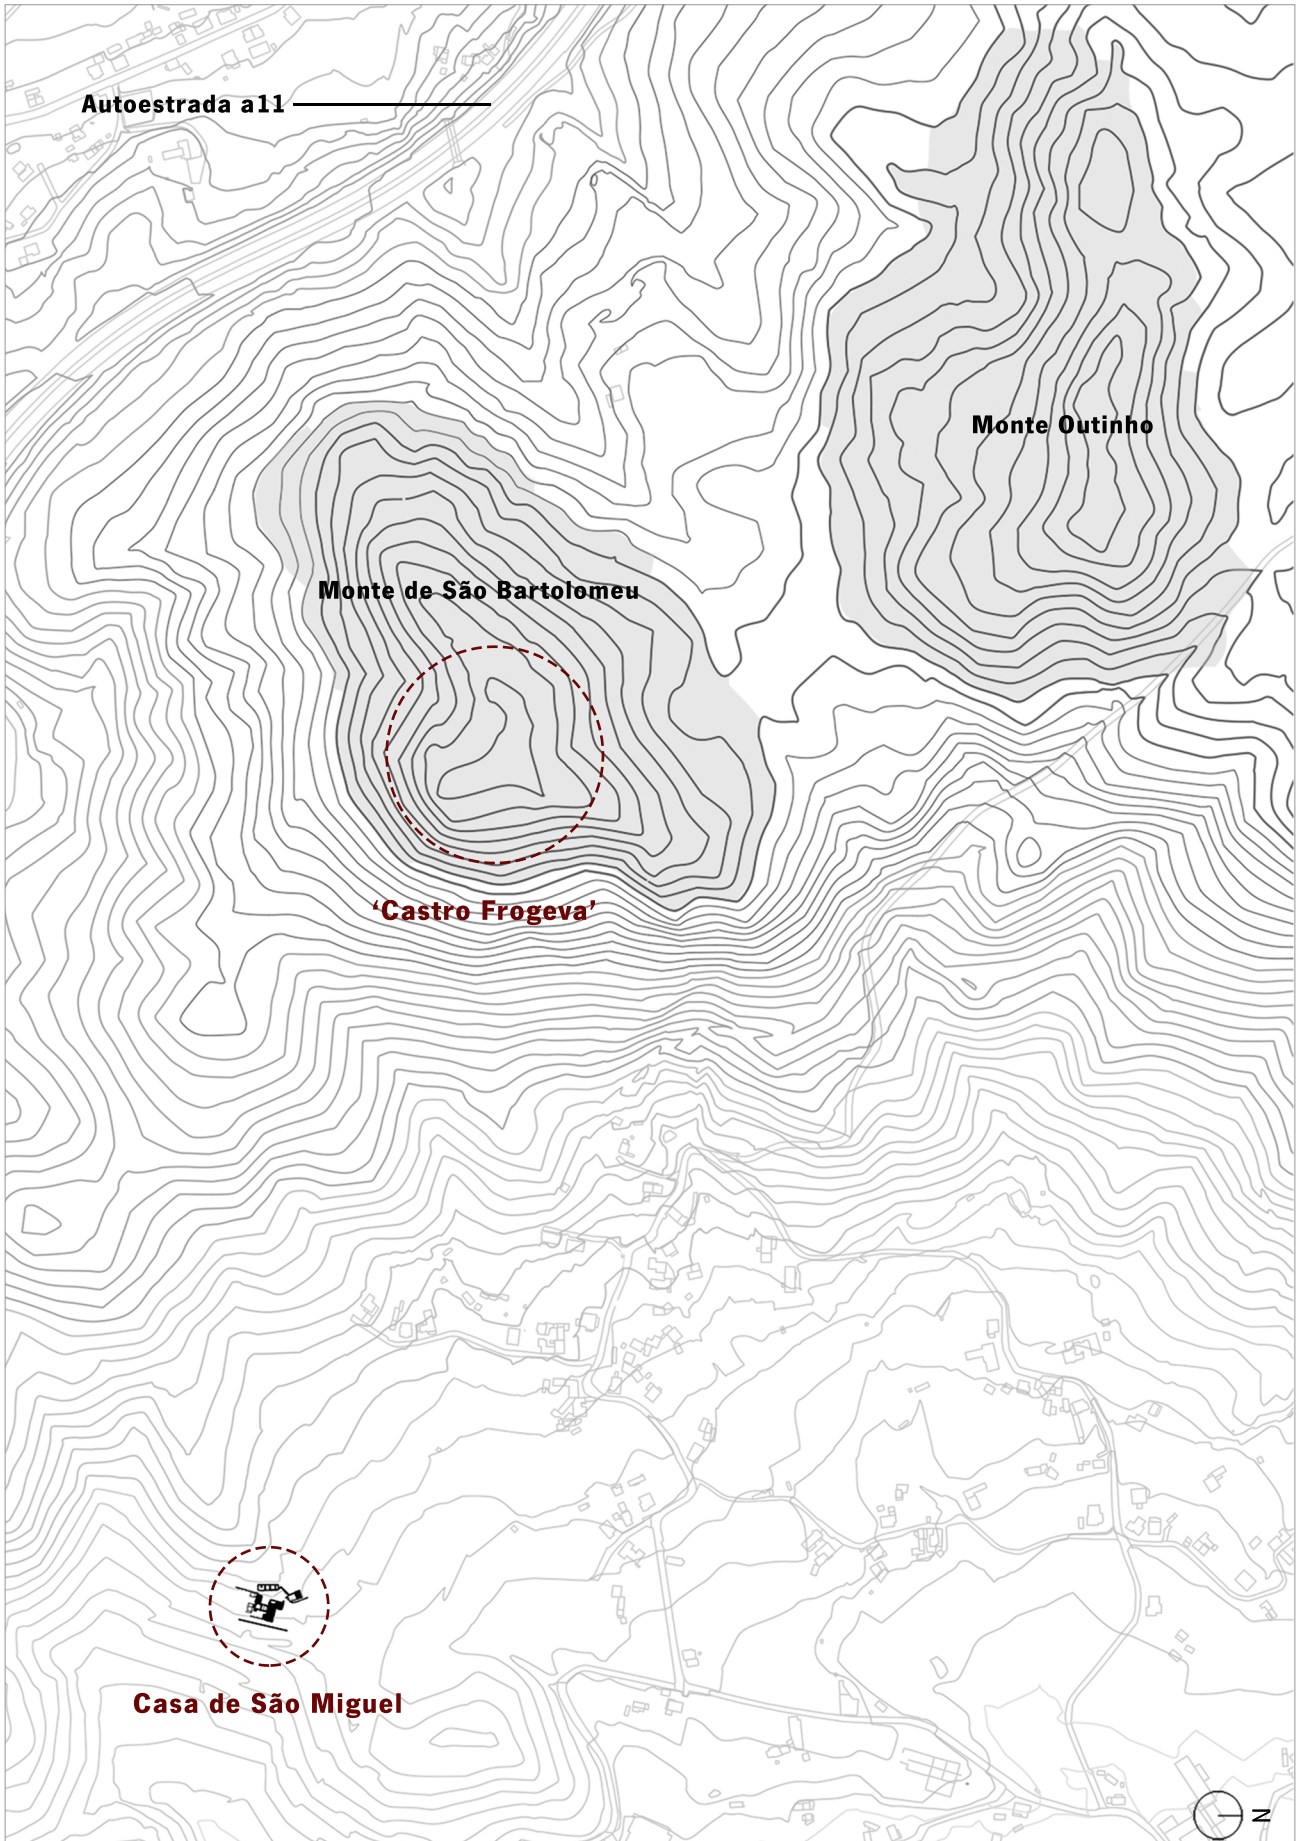 Autoestrada a11
Monte Outinho
Monte de São Bartolomeu
‘Castro Frogeva’
Casa de São Miguel
N